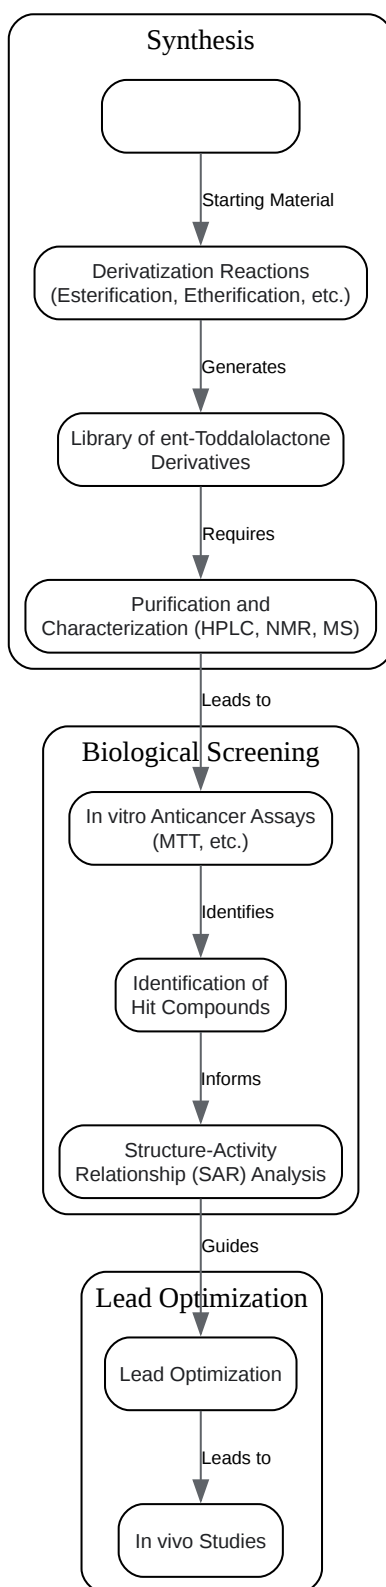 Synthesis
Starting Material
Derivatization Reactions
(Esterification, Etherification, etc.)
Generates
Library of ent-Toddalolactone
Derivatives
Requires
Purification and
Characterization (HPLC, NMR, MS)
Leads to
Biological Screening
In vitro Anticancer Assays
(MTT, etc.)
Identifies
Identification of
Hit Compounds
Informs
Structure-Activity
Relationship (SAR) Analysis
Guides
Lead Optimization
Lead Optimization
Leads to
In vivo Studies